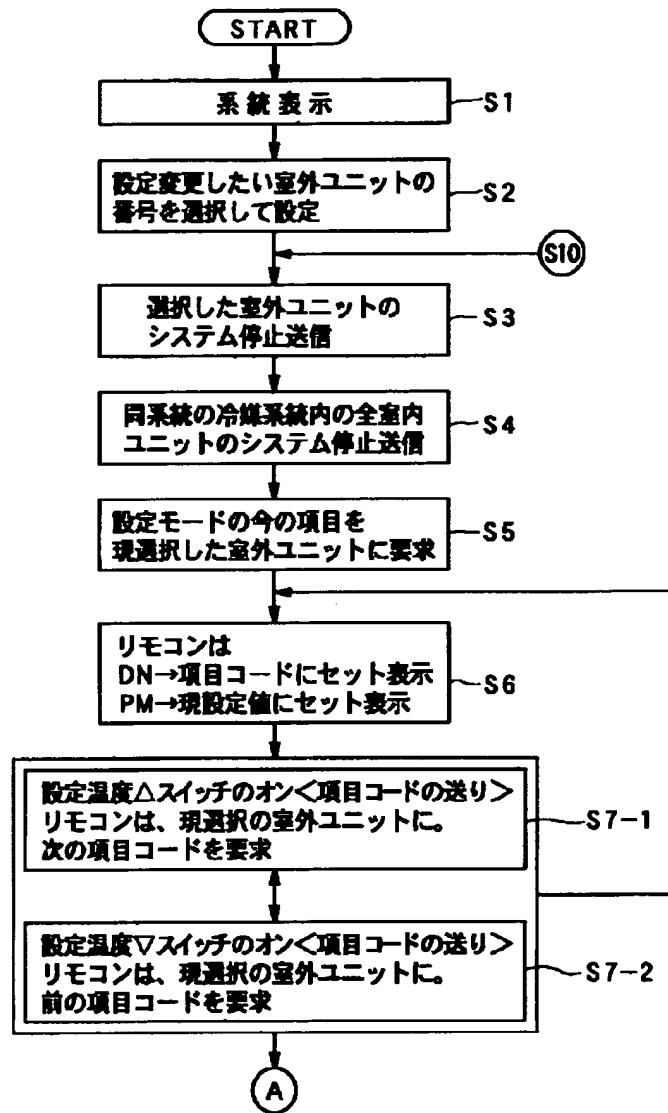 START
系統表示
S1
設定変更したい室外ユニットの
番号を選択して設定
S2
S10
選択した室外ユニットの
システム停止送信
S3
同系統の冷媒系統内の全室内
ユニットのシステム停止送信
S4
設定モードの今の項目を
現選択した室外ユニットに要求
S5
リモコンは
DN→項目コードにセット表示
PM→現設定値にセット表示
S6
設定温度△スイッチのオン<項目コードの送り>
リモコンは、現選択の室外ユニットに。
次の項目コードを要求
S7-1
設定温度▽スイッチのオン<項目コードの送り>
リモコンは、現選択の室外ユニットに。
前の項目コードを要求
S7-2
A